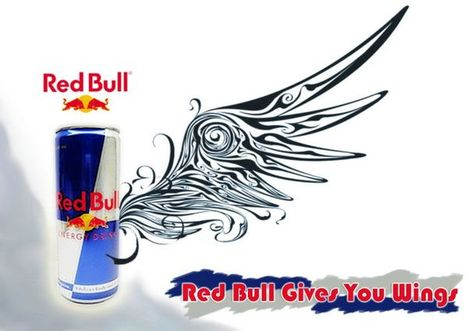 Red Bull
Red Bull
ENERGY DRINK
Red Bull Gives You Wings